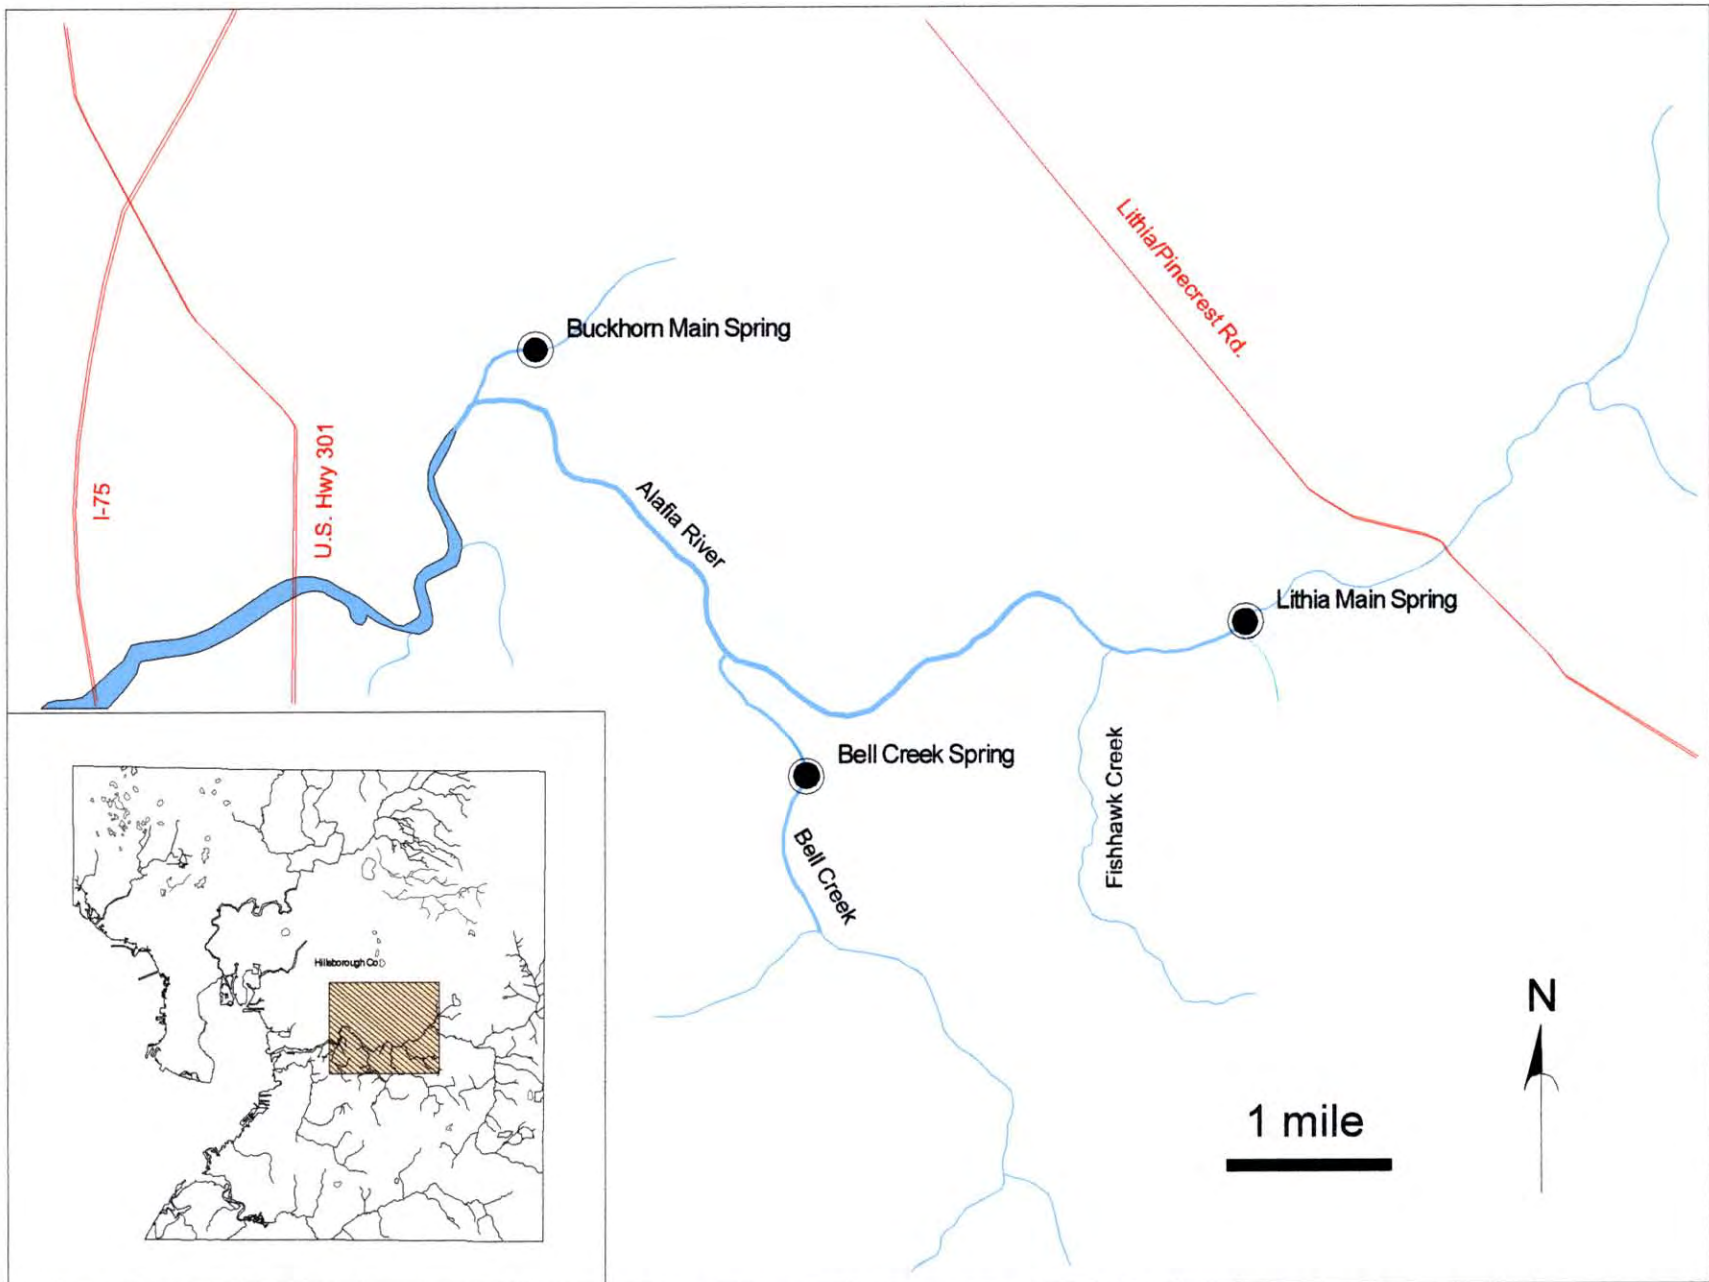 Lithia/Pinecrest Rd.
Buckhorn Main Spring
I-75
U.S. Hwy 301
Alafia River
Lithia Main Spring
Bell Creek Spring
Fishhawk Creek
Bell Creek
Hillsborough Co
N
1 mile